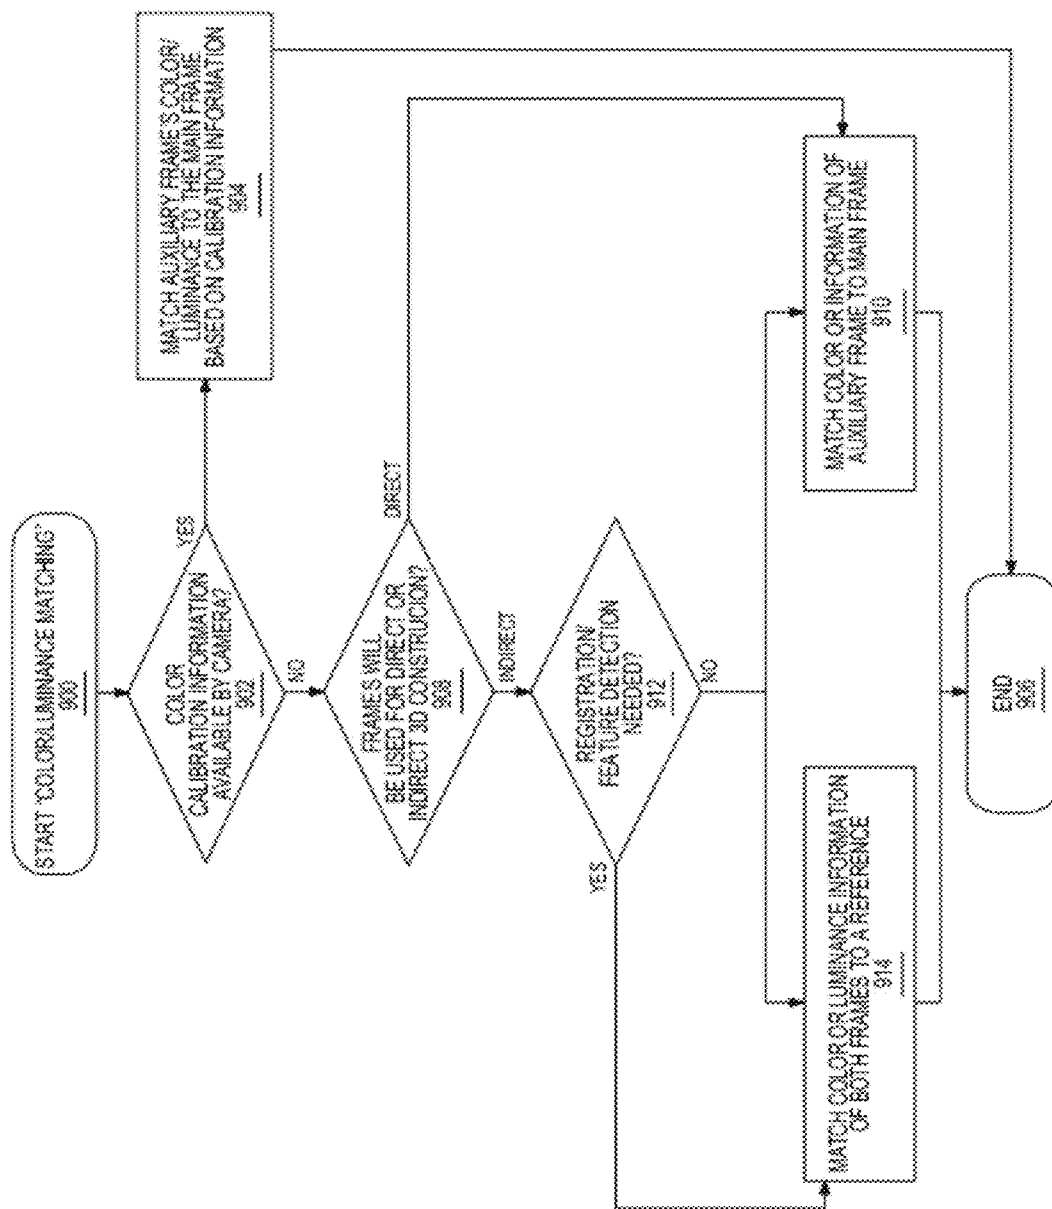 START "COLOR/LUMINANCE MATCHING"
900
COLOR
CALIBRATION INFORMATION
AVAILABLE BY CAMERA?
902
YES
NO
MATCH AUXILIARY FRAME'S COLOR/
LUMINANCE TO THE MAIN FRAME
BASED ON CALIBRATION INFORMATION
904
FRAMES WILL
BE USED FOR DIRECT OR
INDIRECT 3D CONSTRUCION?
908
DIRECT
INDIRECT
REGISTRATION/
FEATURE DETECTION
NEEDED?
912
YES
NO
MATCH COLOR OR LUMINANCE INFORMATION
OF BOTH FRAMES TO A REFERENCE
914
MATCH COLOR OR INFORMATION OF
AUXILIARY FRAME TO MAIN FRAME
910
END
906